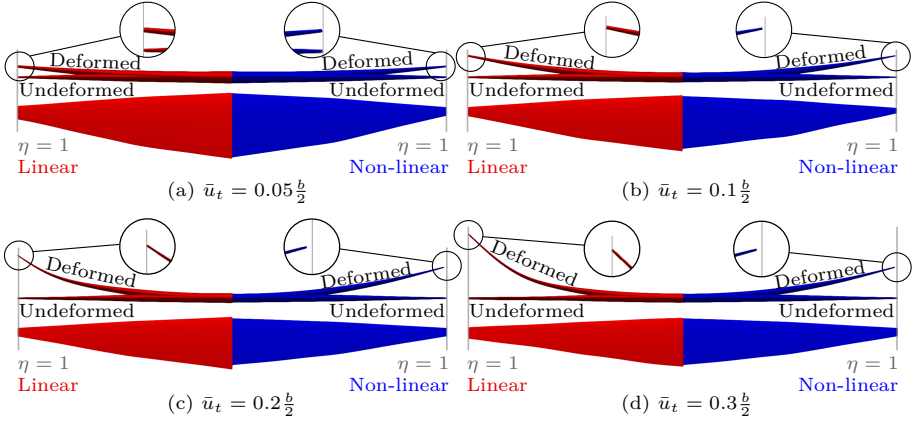 Deformed Deformed
Undeformed Undeformed
η = 1 η = 1
Linear Non-linear
(a) ū_t = 0.05 b/2
Deformed Deformed
Undeformed Undeformed
η = 1 η = 1
Linear Non-linear
(b) ū_t = 0.1 b/2
Deformed Deformed
Undeformed Undeformed
η = 1 η = 1
Linear Non-linear
(c) ū_t = 0.2 b/2
Deformed Deformed
Undeformed Undeformed
η = 1 η = 1
Linear Non-linear
(d) ū_t = 0.3 b/2